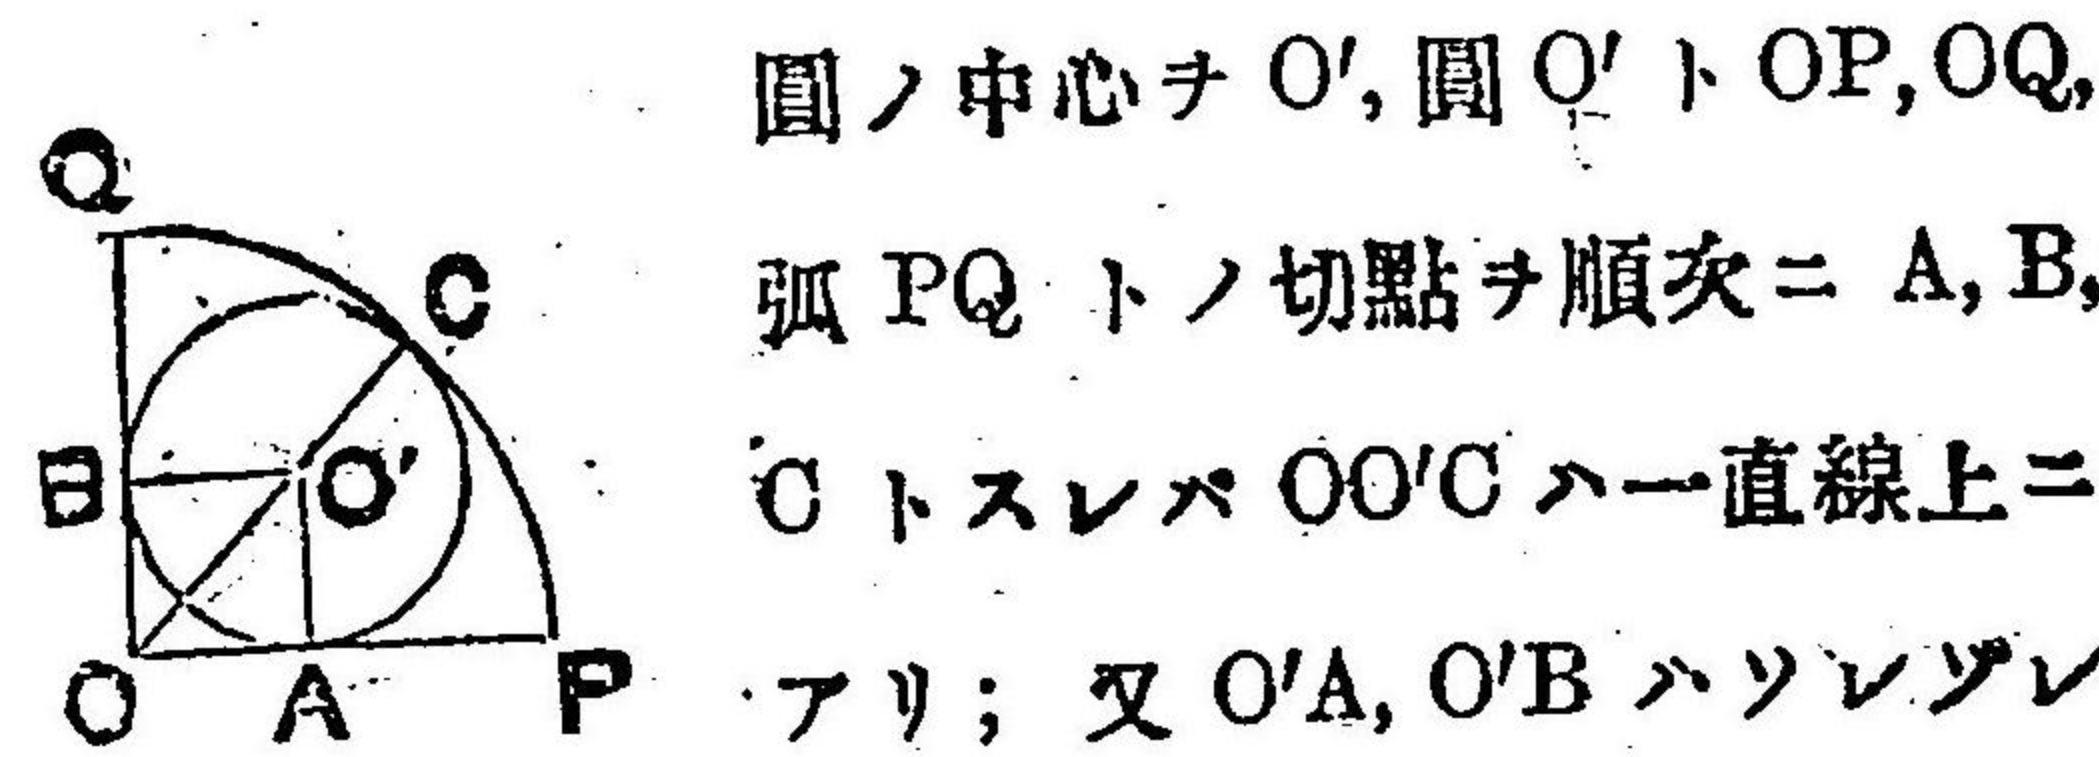 圓ノ中心ヲ O′, 圓 O′ ト OP, OQ,
弧 PQ トノ切點ヲ順次ニ A, B,
C トスレバ OO′C ハ一直線上ニ
アリ; 又 O′A, O′B ハソレゾレ
Q
C
B
O′
O
A
P